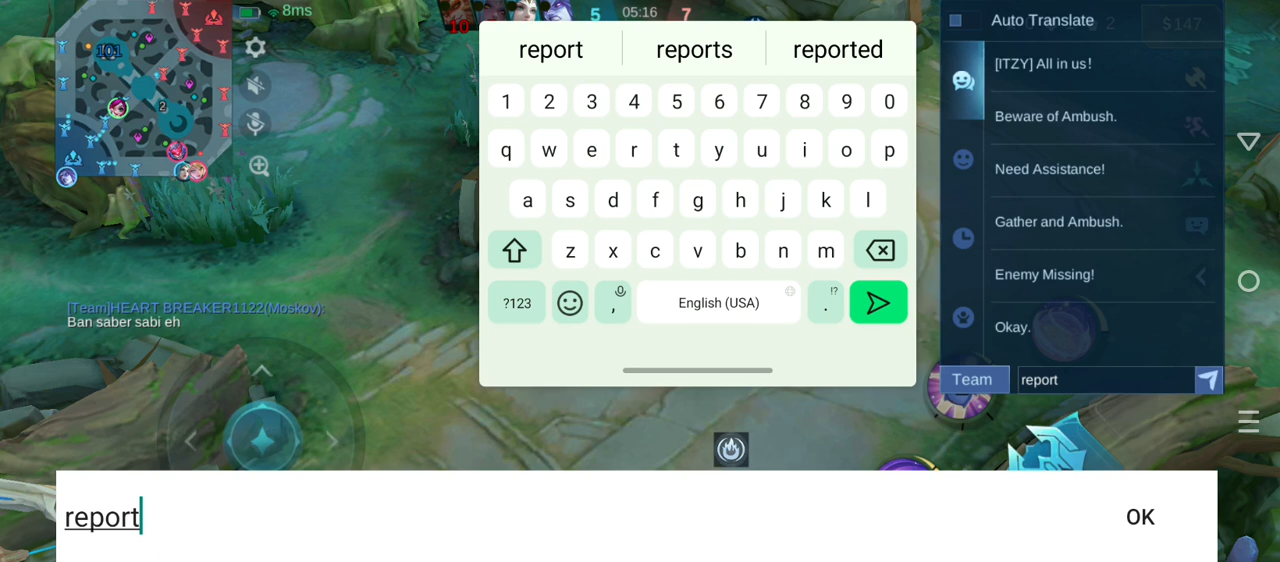 8ms
5 05:16 7
10
101
2
$147
Auto Translate
[ITZY] All in us!
Beware of Ambush.
Need Assistance!
Gather and Ambush.
Enemy Missing!
Okay.
Team report
report reports reported
1 2 3 4 5 6 7 8 9 0
q w e r t y u i o p
a s d f g h j k l
z x c v b n m
?123 , English (USA) !? .
[Team]HEART BREAKER1122(Moskov):
Ban saber sabi eh
report OK